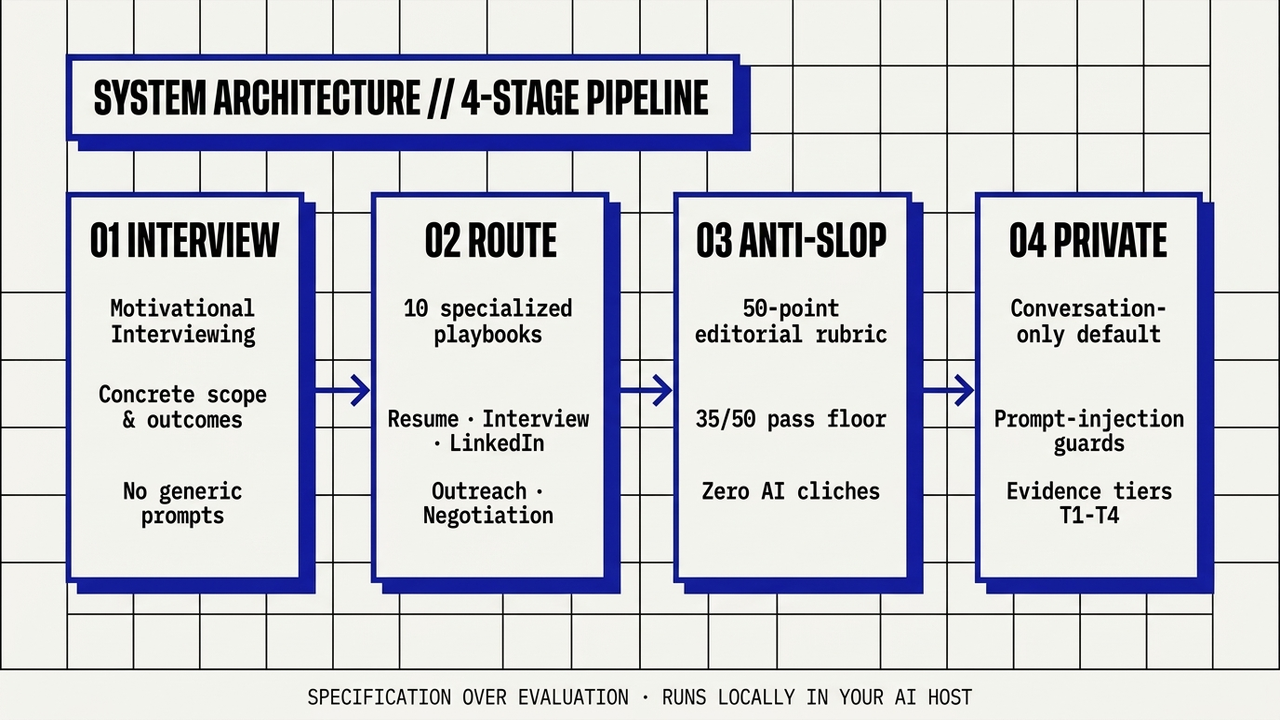 SYSTEM ARCHITECTURE // 4-STAGE PIPELINE
01 INTERVIEW
Motivational
Interviewing
Concrete scope
& outcomes
No generic
prompts
02 ROUTE
10 specialized
playbooks
Resume · Interview
· LinkedIn
Outreach ·
Negotiation
03 ANTI-SLOP
50-point
editorial rubric
35/50 pass floor
Zero AI cliches
04 PRIVATE
Conversation-
only default
Prompt-injection
guards
Evidence tiers
T1-T4
SPECIFICATION OVER EVALUATION · RUNS LOCALLY IN YOUR AI HOST